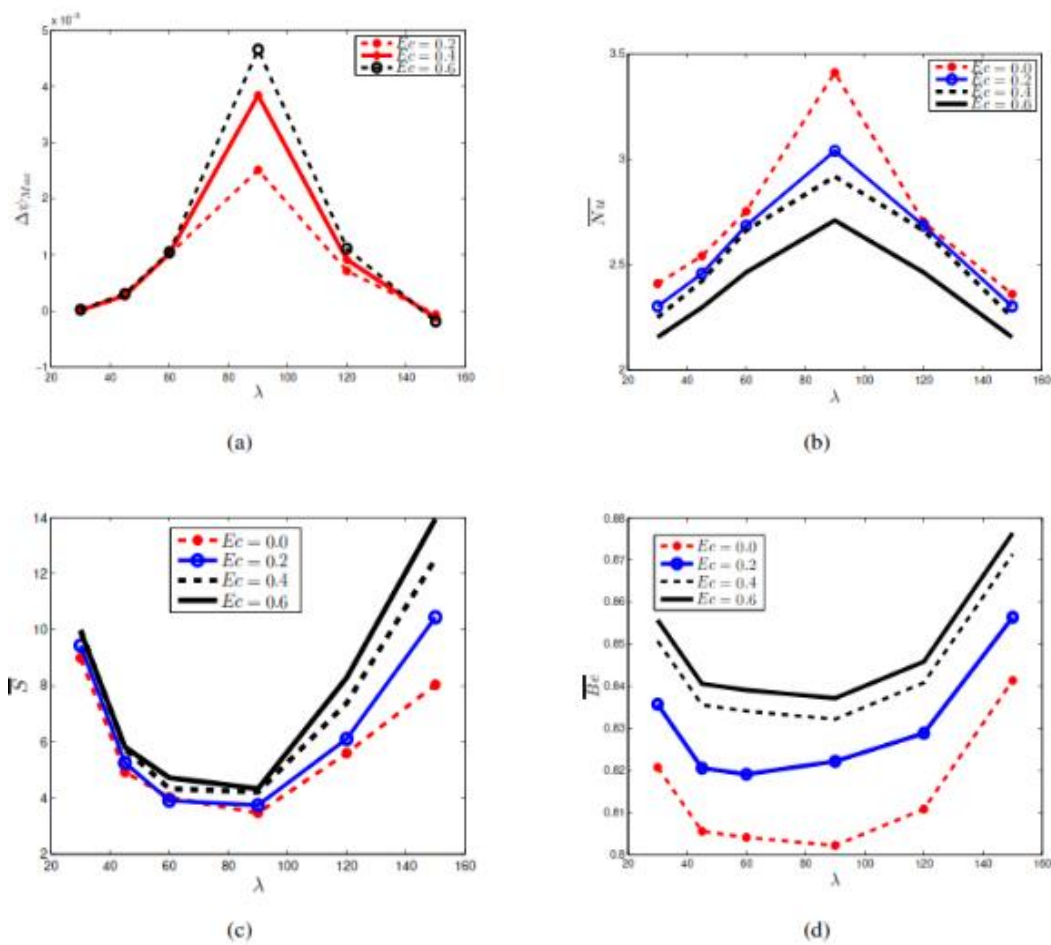 × 10
5
4
3
2
1
0
−1
20 40 60 80 100 120 140 160
λ
Δψ_Max
Ec = 0.2
Ec = 0.4
Ec = 0.6
(a)
3.5
3
2.5
2
20 40 60 80 100 120 140 160
λ
Nu
Ec = 0.0
Ec = 0.2
Ec = 0.4
Ec = 0.6
(b)
14
12
10
8
6
4
2
20 40 60 80 100 120 140 160
λ
S
Ec = 0.0
Ec = 0.2
Ec = 0.4
Ec = 0.6
(c)
0.88
0.87
0.86
0.85
0.84
0.83
0.82
0.81
0.8
20 40 60 80 100 120 140 160
λ
Be
Ec = 0.0
Ec = 0.2
Ec = 0.4
Ec = 0.6
(d)